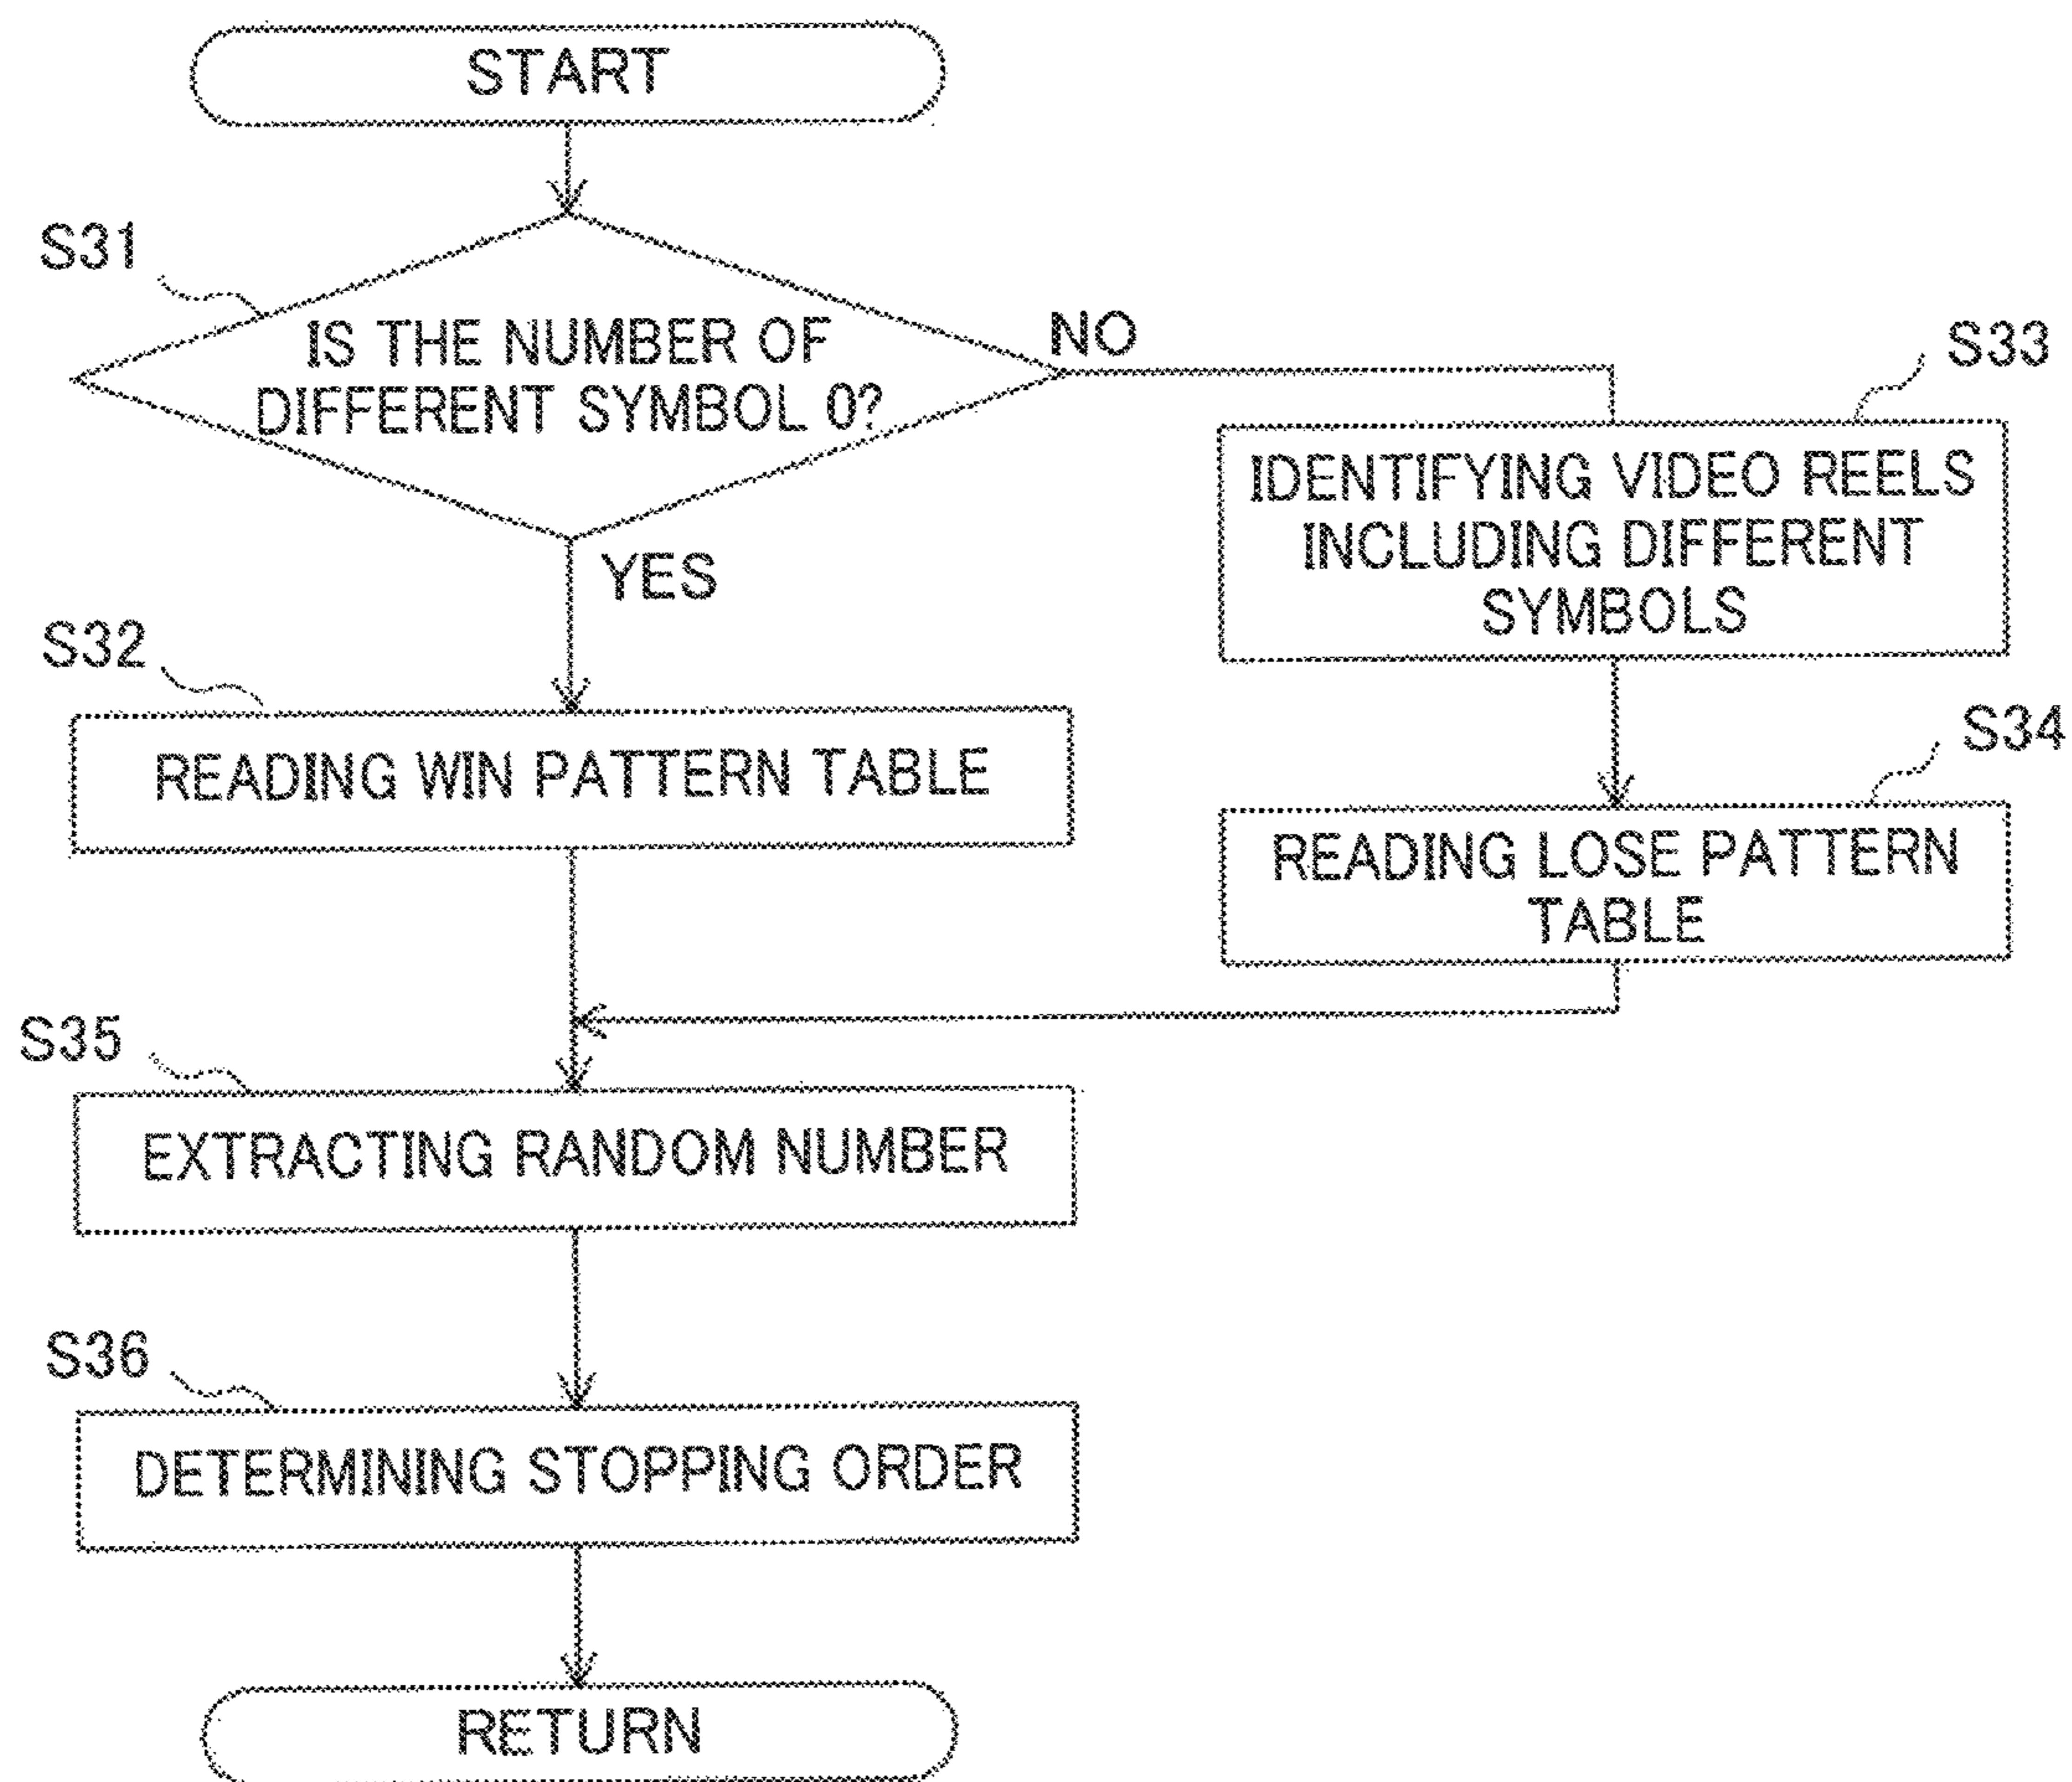 START
S31
IS THE NUMBER OF
DIFFERENT SYMBOL 0?
NO
YES
S33
IDENTIFYING VIDEO REELS
INCLUDING DIFFERENT
SYMBOLS
S32
READING WIN PATTERN TABLE
S34
READING LOSE PATTERN
TABLE
S35
EXTRACTING RANDOM NUMBER
S36
DETERMINING STOPPING ORDER
RETURN